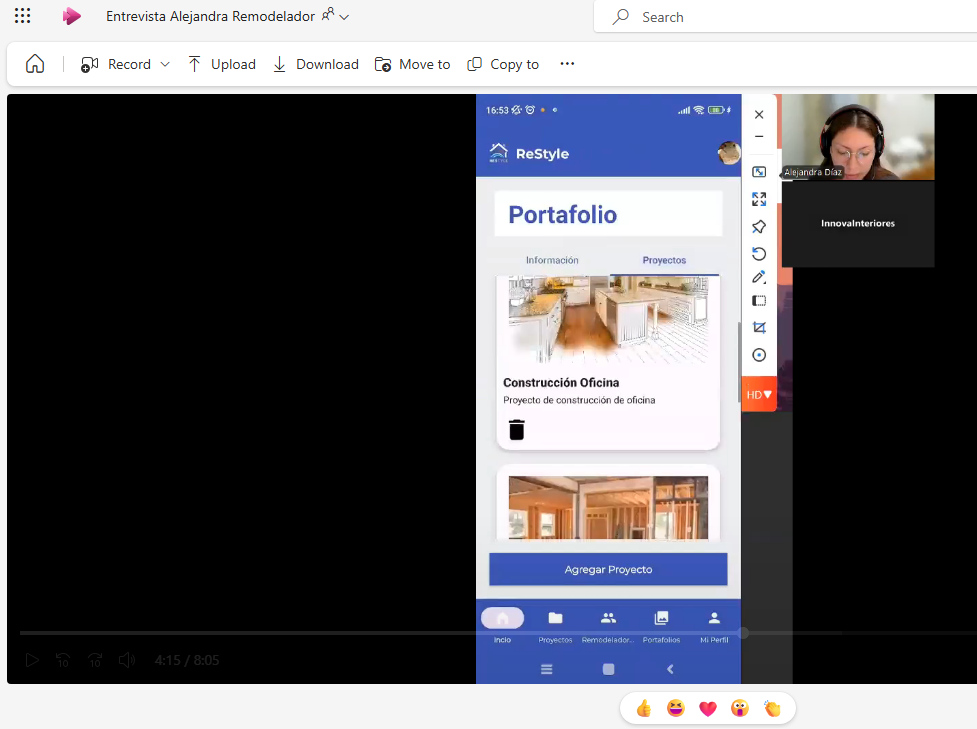 Entrevista Alejandra Remodelador
Search
Record
Upload
Download
Move to
Copy to
16:53
ReStyle
Alejandra Díaz
InnovaInteriores
Portafolio
Información
Proyectos
Construcción Oficina
Proyecto de construcción de oficina
HD
Agregar Proyecto
Incio
Proyectos
Remodelador...
Portafolios
Mi Perfil
10
10
4:15 / 8:05